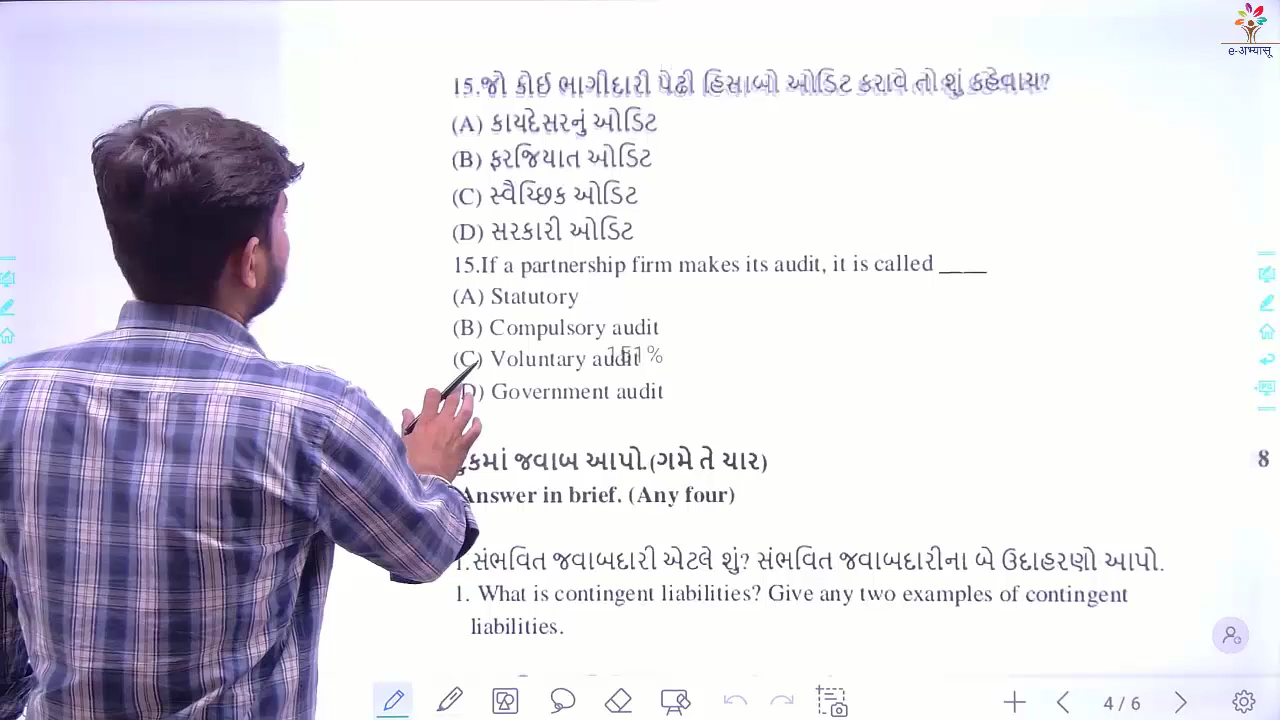 e-अभ्यासू
15.જો કોઈ ભાગીદારી પેઢી હિસાબો ઓડિટ કરાવે તો શું કહેવાય?
(A) કાયદેસરનું ઓડિટ
(B) ફરજિયાત ઓડિટ
(C) સ્વૈચ્છિક ઓડિટ
(D) સરકારી ઓડિટ
15.If a partnership firm makes its audit, it is called ____
(A) Statutory
(B) Compulsory audit
(C) Voluntary audit
151%
D) Government audit
ટુકમાં જવાબ આપો.(ગમે તે ચાર)
8
Answer in brief. (Any four)
1.સંભવિત જવાબદારી એટલે શું? સંભવિત જવાબદારીના બે ઉદાહરણો આપો.
1. What is contingent liabilities? Give any two examples of contingent
liabilities.
4 / 6